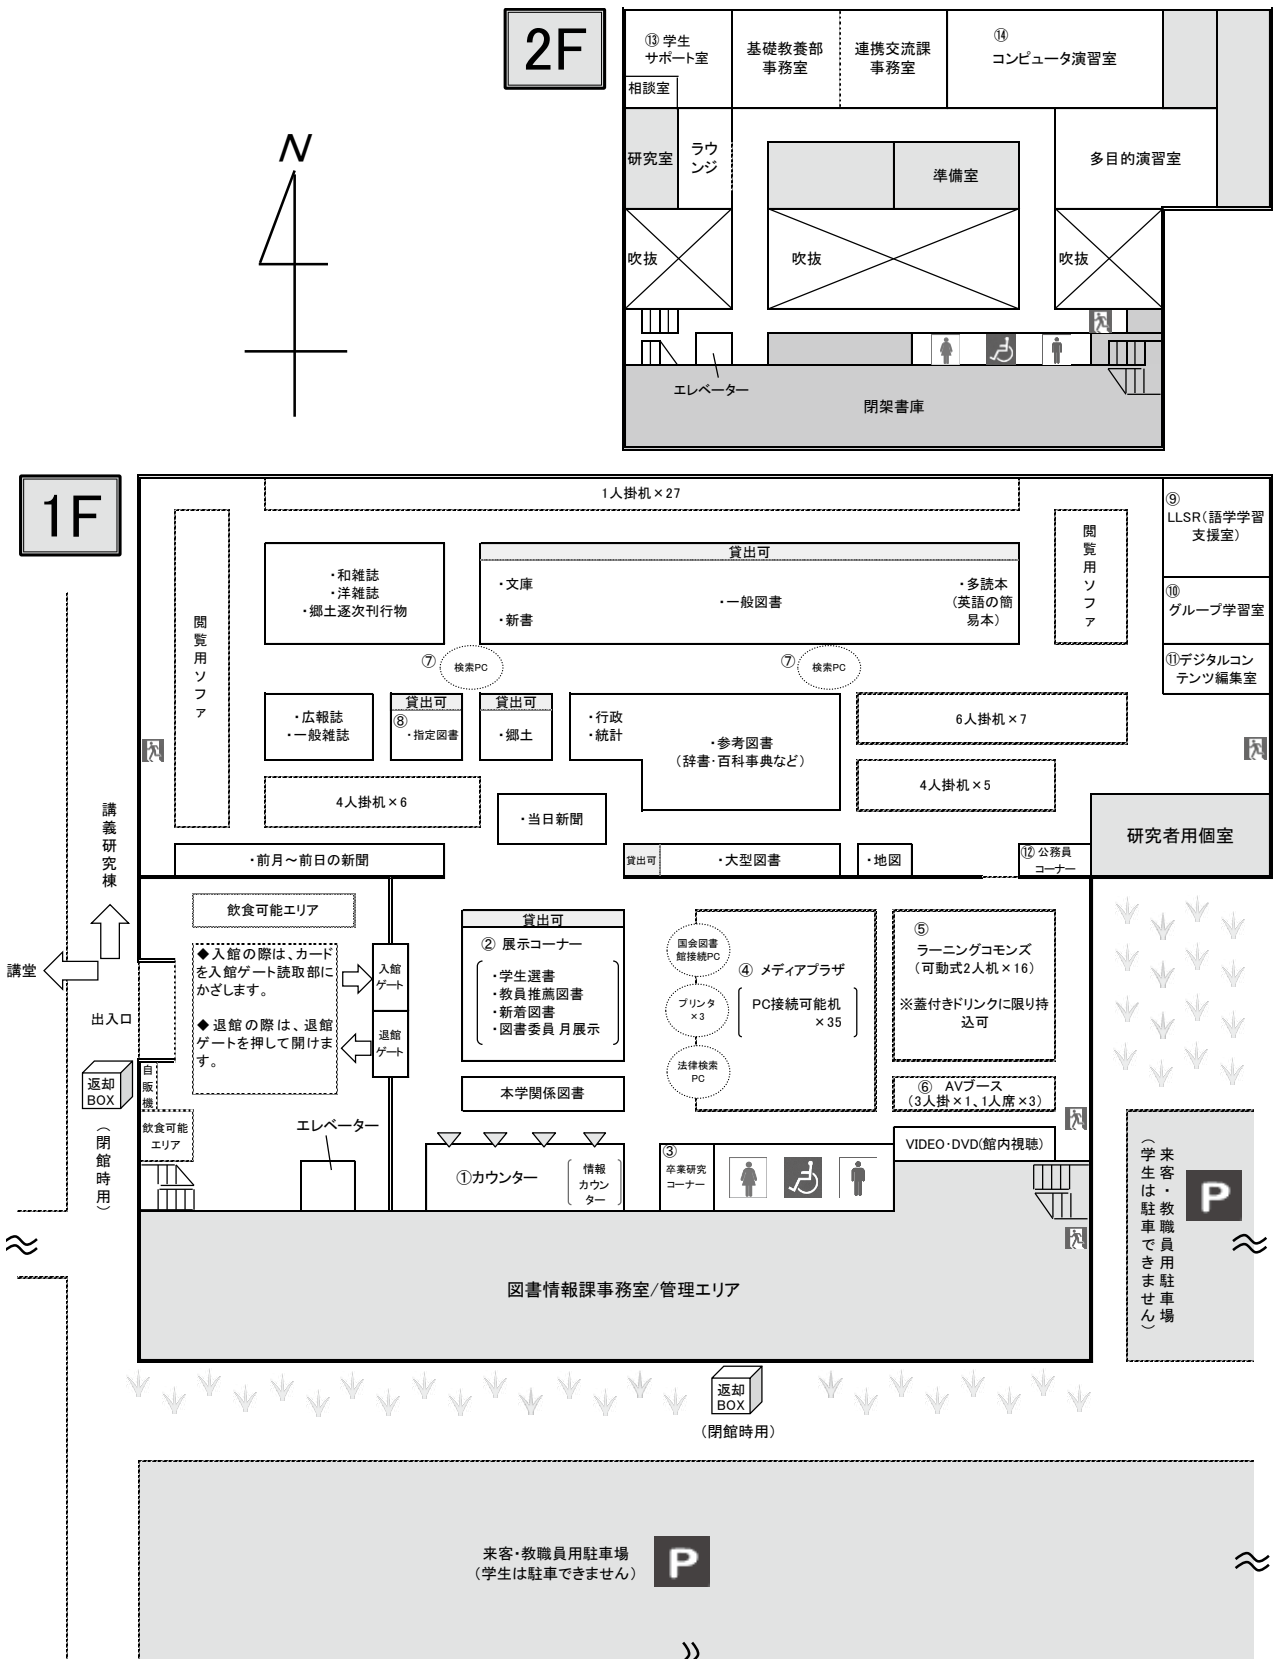 2F
⑬ 学生
サポート室
相談室
基礎教養部
事務室
連携交流課
事務室
⑭
コンピュータ演習室
研究室
ラウ
ンジ
準備室
多目的演習室
吹抜
吹抜
吹抜
エレベーター
閉架書庫
N
1F
1人掛机×27
閲覧用ソファ
・和雑誌
・洋雑誌
・郷土逐次刊行物
貸出可
・文庫
・新書
・一般図書
・多読本
(英語の簡
易本)
閲覧用ソファ
⑨
LLSR(語学学習
支援室)
⑩
グループ学習室
⑪デジタルコン
テンツ編集室
⑦
検索PC
⑦
検索PC
・広報誌
・一般雑誌
貸出可
⑧
・指定図書
貸出可
・郷土
・行政
・統計
・参考図書
(辞書・百科事典など)
6人掛机×7
4人掛机×6
・当日新聞
4人掛机×5
研究者用個室
・前月～前日の新聞
貸出可
・大型図書
・地図
⑫ 公務員
コーナー
講義研究棟
講堂
出入口
返却
BOX
(閉館時用)
飲食可能エリア
◆入館の際は、カード
を入館ゲート読取部に
かざします。
◆退館の際は、退館
ゲートを押して開けま
す。
入館
ゲート
退館
ゲート
自販機
飲食可能
エリア
エレベーター
貸出可
② 展示コーナー
・学生選書
・教員推薦図書
・新着図書
・図書委員 月展示
本学関係図書
国会図書
館接続PC
プリンタ
×3
法律検索
PC
④ メディアプラザ
PC接続可能机
×35
⑤
ラーニングコモンズ
(可動式2人机×16)
※蓋付きドリンクに限り持
込可
⑥ AVブース
(3人掛×1、1人席×3)
VIDEO・DVD(館内視聴)
①カウンター
情報
カウン
ター
③
卒業研究
コーナー
図書情報課事務室/管理エリア
来客・教職員用駐車場
(学生は駐車できません)
P
返却
BOX
(閉館時用)
来客・教職員用駐車場
(学生は駐車できません)
P